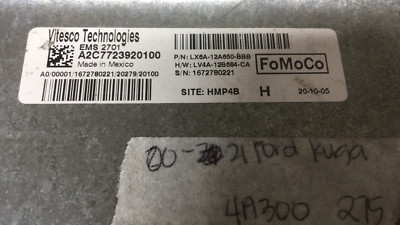 Vitesco Technologies
EMS 2701
A2C7723920100
Made in Mexico
A0/00001/1672780221/20279/20100
P/N: LX6A-12A650-BBB
H/W: LV4A-12B684-CA
S/N: 1672780221
FoMoCo
SITE: HMP4B H 20-10-05
21 Ford Kuga
4A300 275